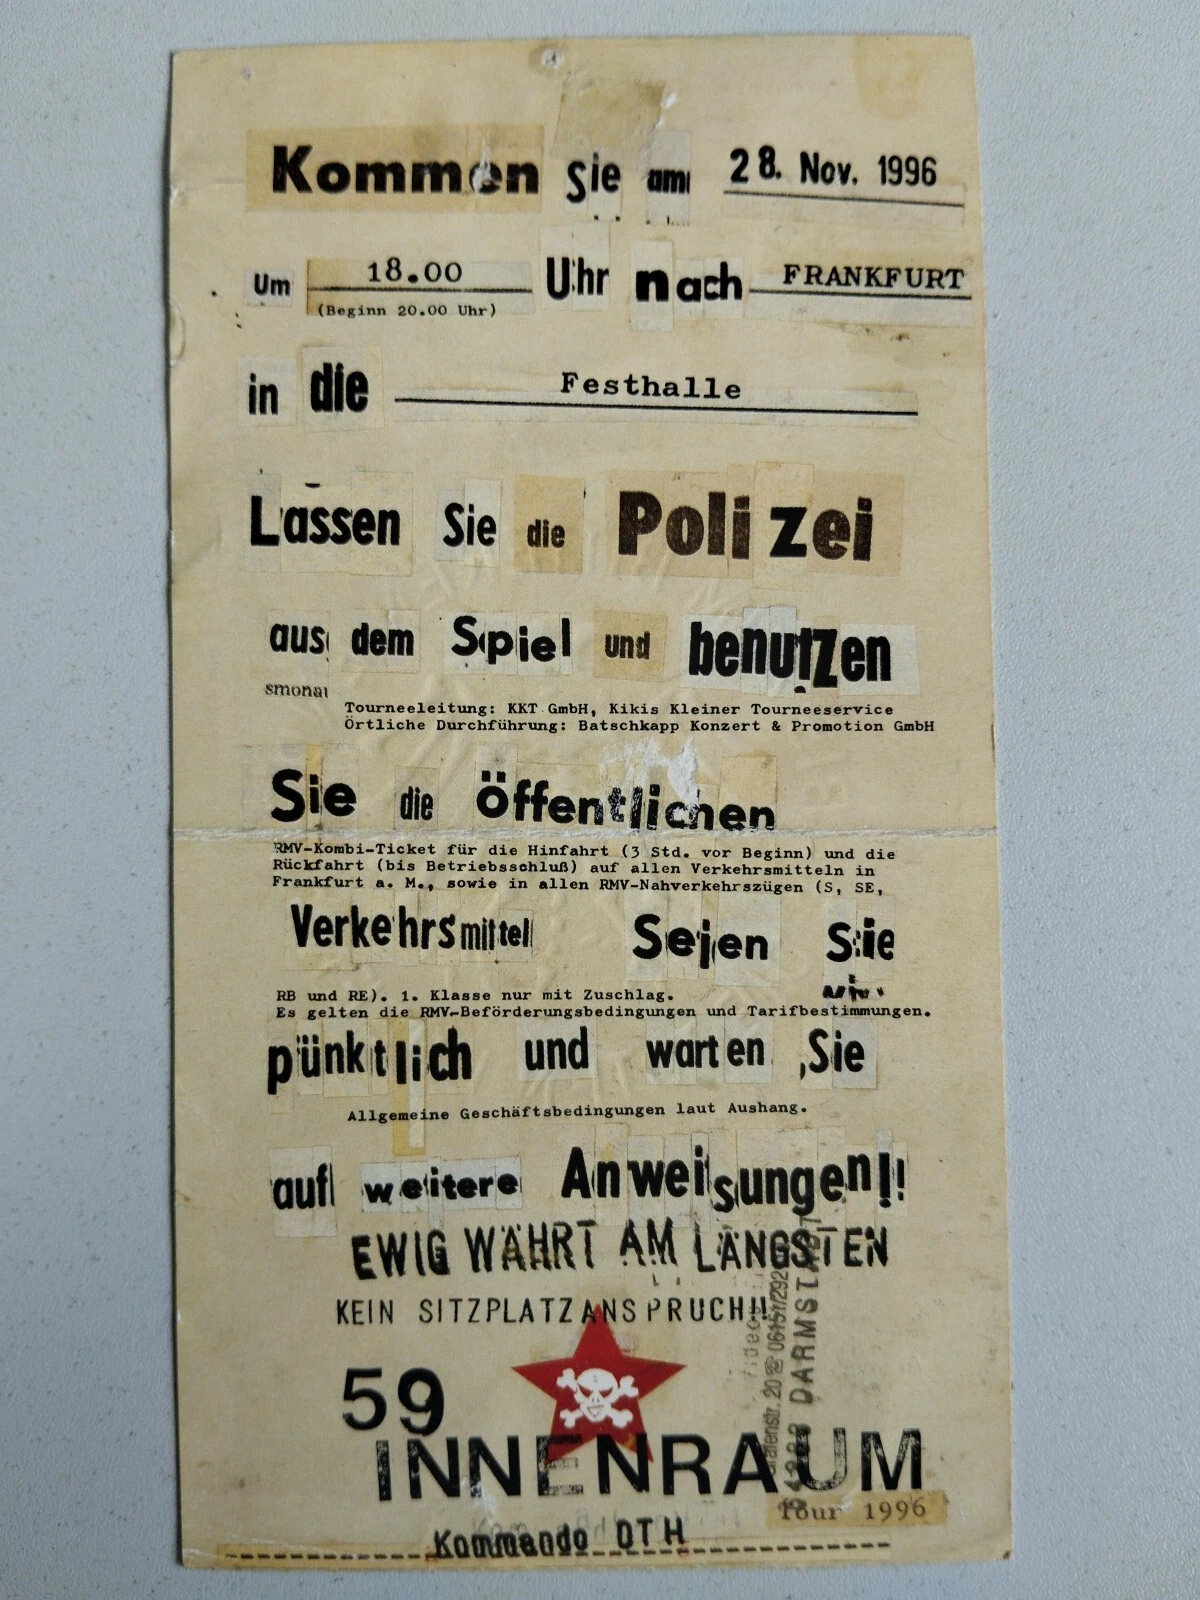 Kommen Sie am 28. Nov. 1996
Um 18.00 Uhr nach FRANKFURT
(Beginn 20.00 Uhr)
in die Festhalle
Lassen Sie die Polizei
aus dem Spiel und benutzen
smonat
Tourneeleitung: KKT GmbH, Kikis Kleiner Tourneeservice
Örtliche Durchführung: Batschkapp Konzert & Promotion GmbH
Sie die Öffentlichen
RMV-Kombi-Ticket für die Hinfahrt (3 Std. vor Beginn) und die
Rückfahrt (bis Betriebsschluß) auf allen Verkehrsmitteln in
Frankfurt a. M., sowie in allen RMV-Nahverkehrszügen (S, SE,
Verkehrsmittel Seien Sie
RB und RE). 1. Klasse nur mit Zuschlag.
Es gelten die RMV-Beförderungsbedingungen und Tarifbestimmungen.
pünktlich und warten Sie
Allgemeine Geschäftsbedingungen laut Aushang.
auf weitere Anweisungen!!
EWIG WÄHRT AM LÄNGSTEN
KEIN SITZPLATZANSPRUCH!!
59
INNENRAUM
Tour 1996
Kommando DTH
20 ☏ 06151/292
DARMSTADT